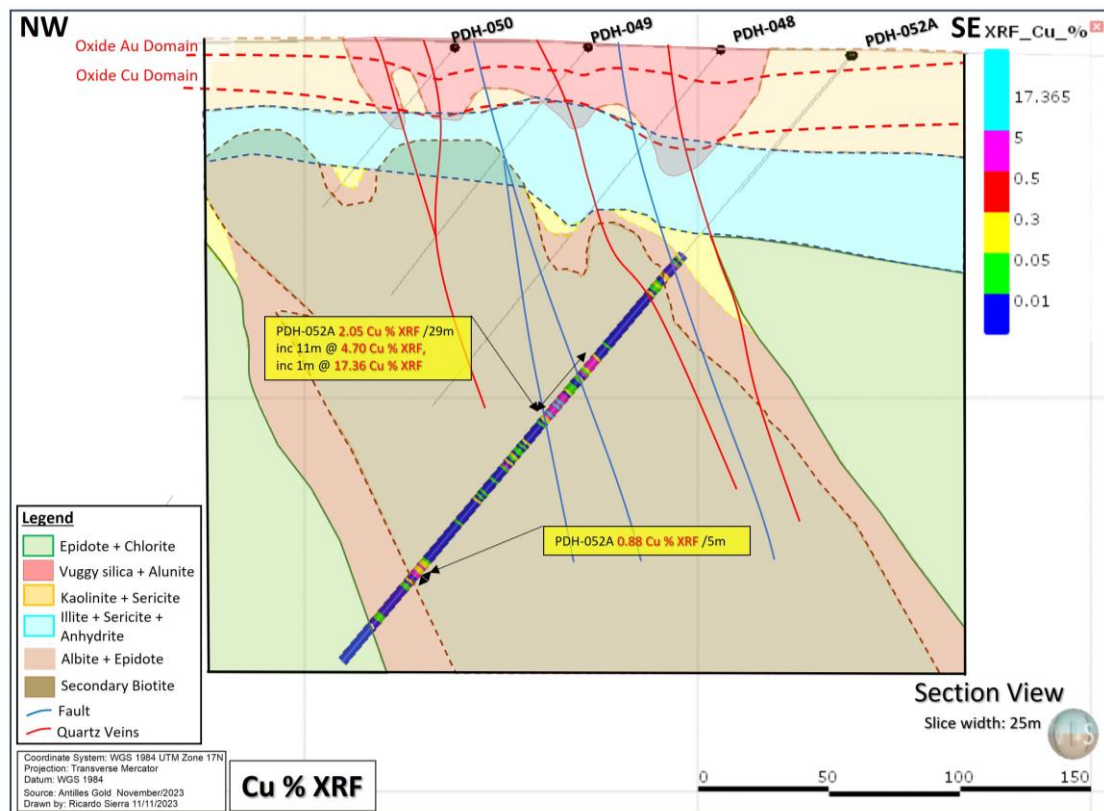 NW
PDH-050
PDH-049
PDH-048
PDH-052A
SE
XRF_Cu_%
Oxide Au Domain
Oxide Cu Domain
17.365
5
0.5
0.3
0.05
0.01
PDH-052A 2.05 Cu % XRF /29m
inc 11m @ 4.70 Cu % XRF,
inc 1m @ 17.36 Cu % XRF
PDH-052A 0.88 Cu % XRF /5m
Legend
Epidote + Chlorite
Vuggy silica + Alunite
Kaolinite + Sericite
Illite + Sericite +
Anhydrite
Albite + Epidote
Secondary Biotite
Fault
Quartz Veins
Section View
Slice width: 25m
Coordinate System: WGS 1984 UTM Zone 17N
Projection: Transverse Mercator
Datum: WGS 1984
Source: Antilles Gold November/2023
Drawn by: Ricardo Sierra 11/11/2023
Cu % XRF
0 50 100 150